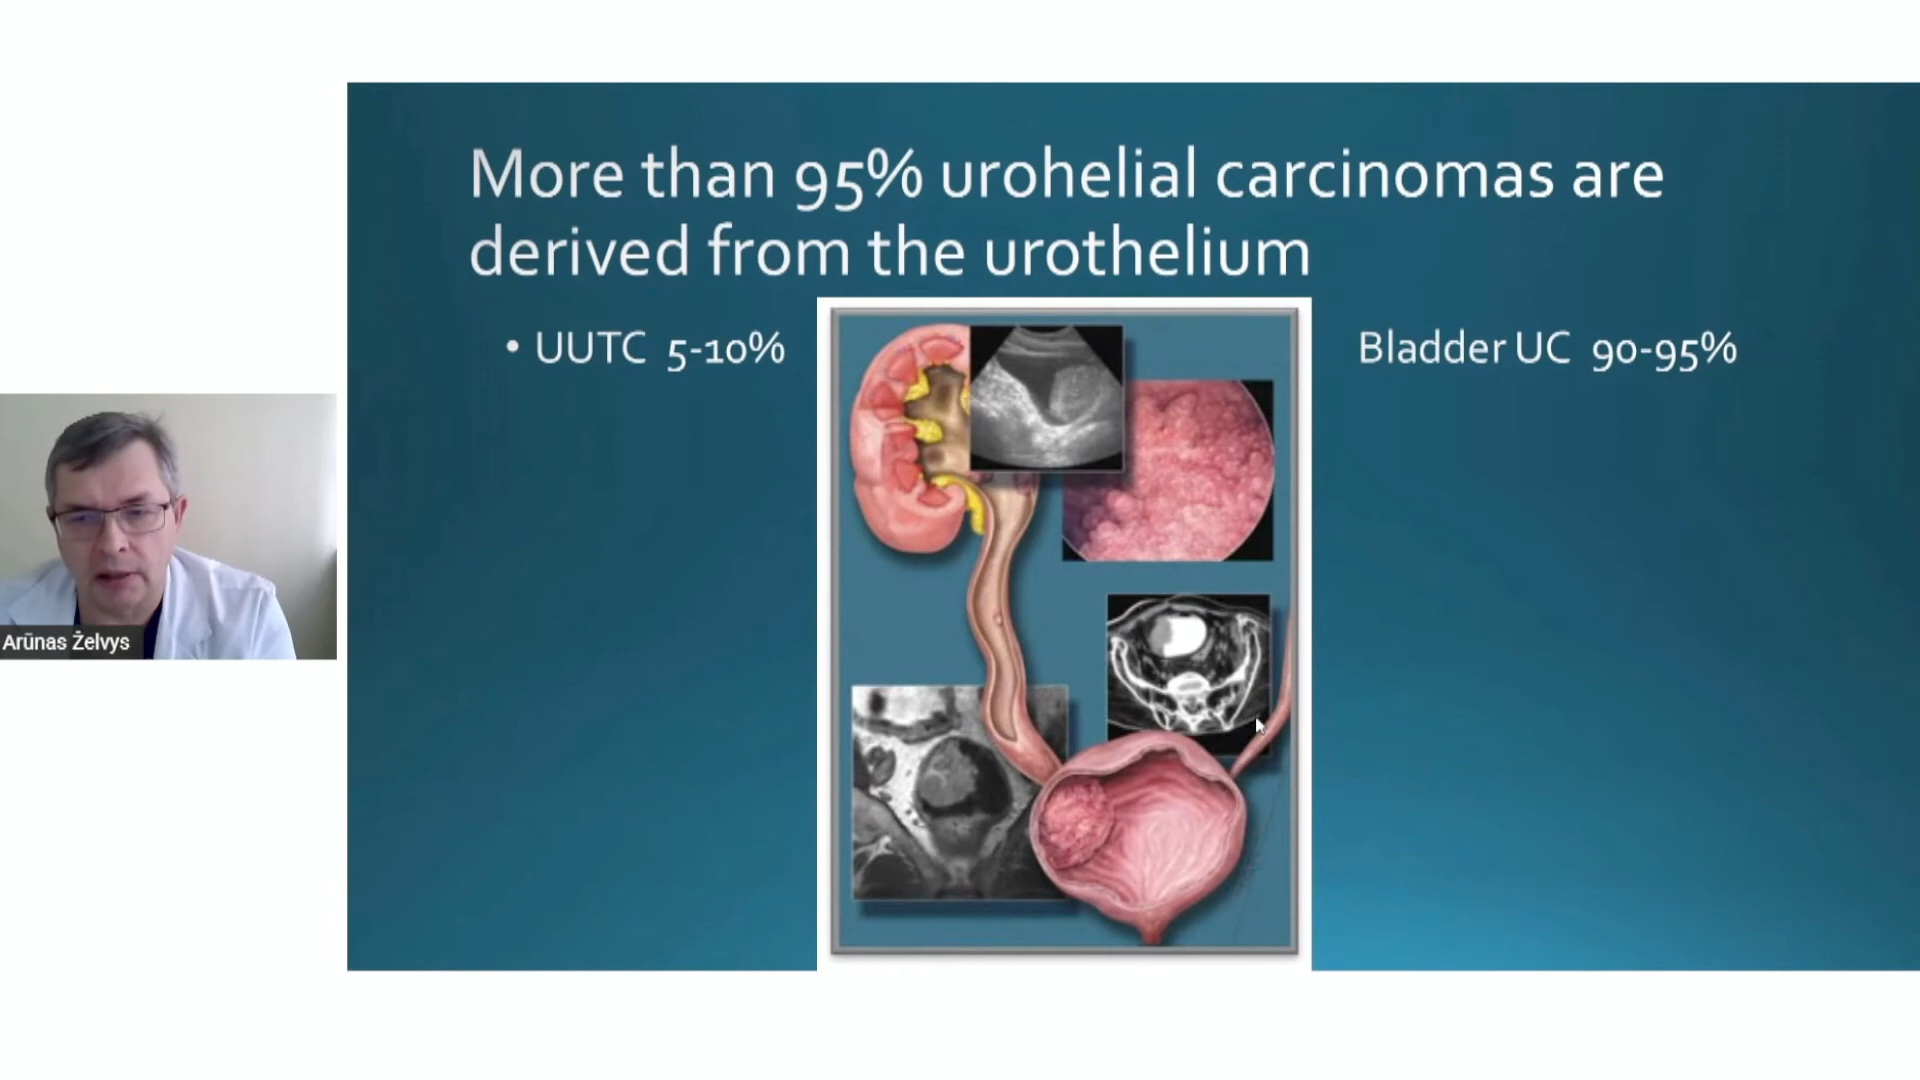 More than 95% urohelial carcinomas are
derived from the urothelium
• UUTC 5-10%
Bladder UC 90-95%
Arūnas Želvys